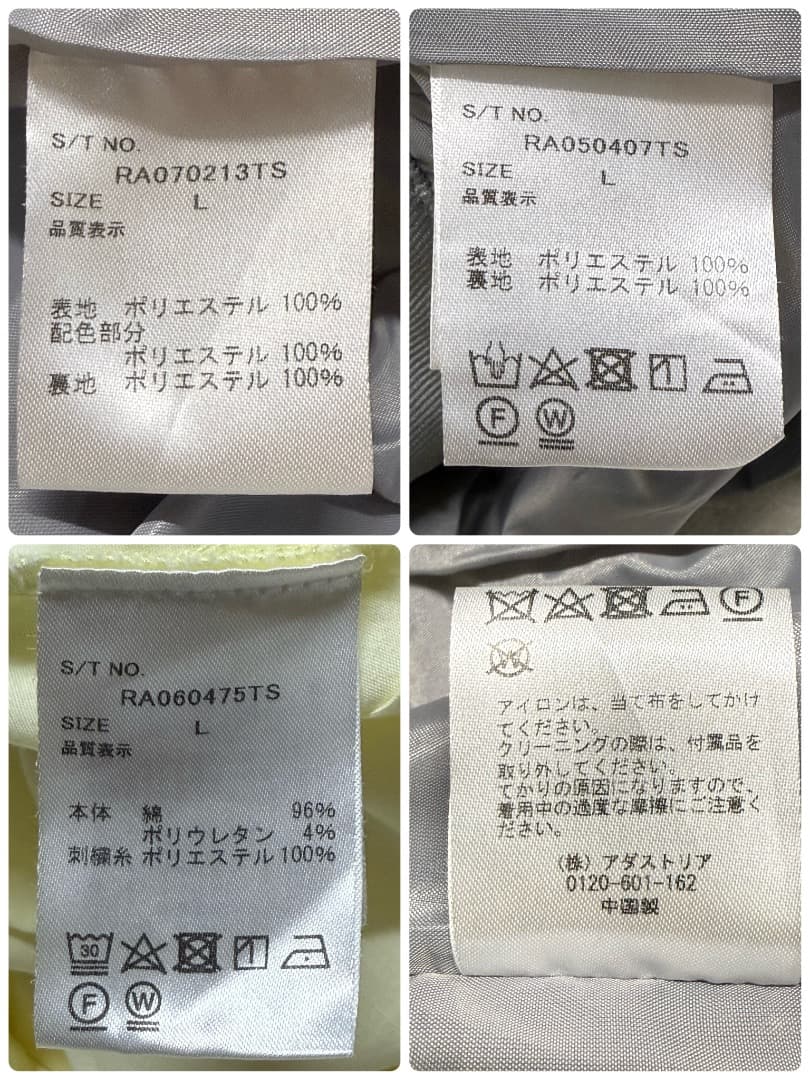 S/T NO.
RA070213TS
SIZE L
品質表示
表地 ポリエステル 100%
配色部分
ポリエステル 100%
裏地 ポリエステル 100%
S/T NO.
RA050407TS
SIZE L
品質表示
表地 ポリエステル 100%
裏地 ポリエステル 100%
F W
S/T NO.
RA060475TS
SIZE L
品質表示
本体 綿 96%
ポリウレタン 4%
刺繍糸 ポリエステル 100%
30
F W
F
W
アイロンは、当て布をしてかけ
てください。
クリーニングの際は、付属品を
取り外してください。
てかりの原因になりますので、
着用中の過度な摩擦にご注意く
ださい。
(株) アダストリア
0120-601-162
中国製